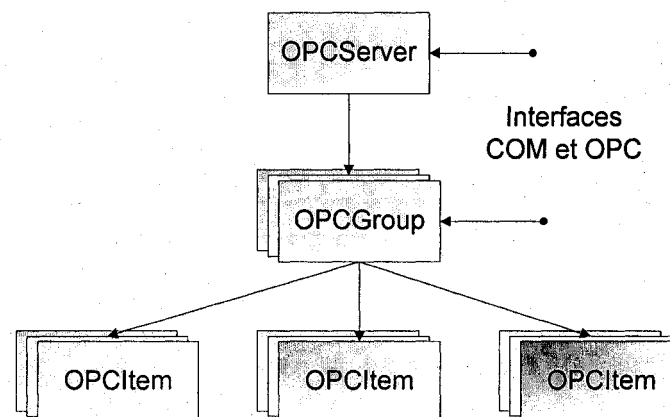 OPCServer
Interfaces
COM et OPC
OPCGroup
OPCItem
OPCItem
OPCItem